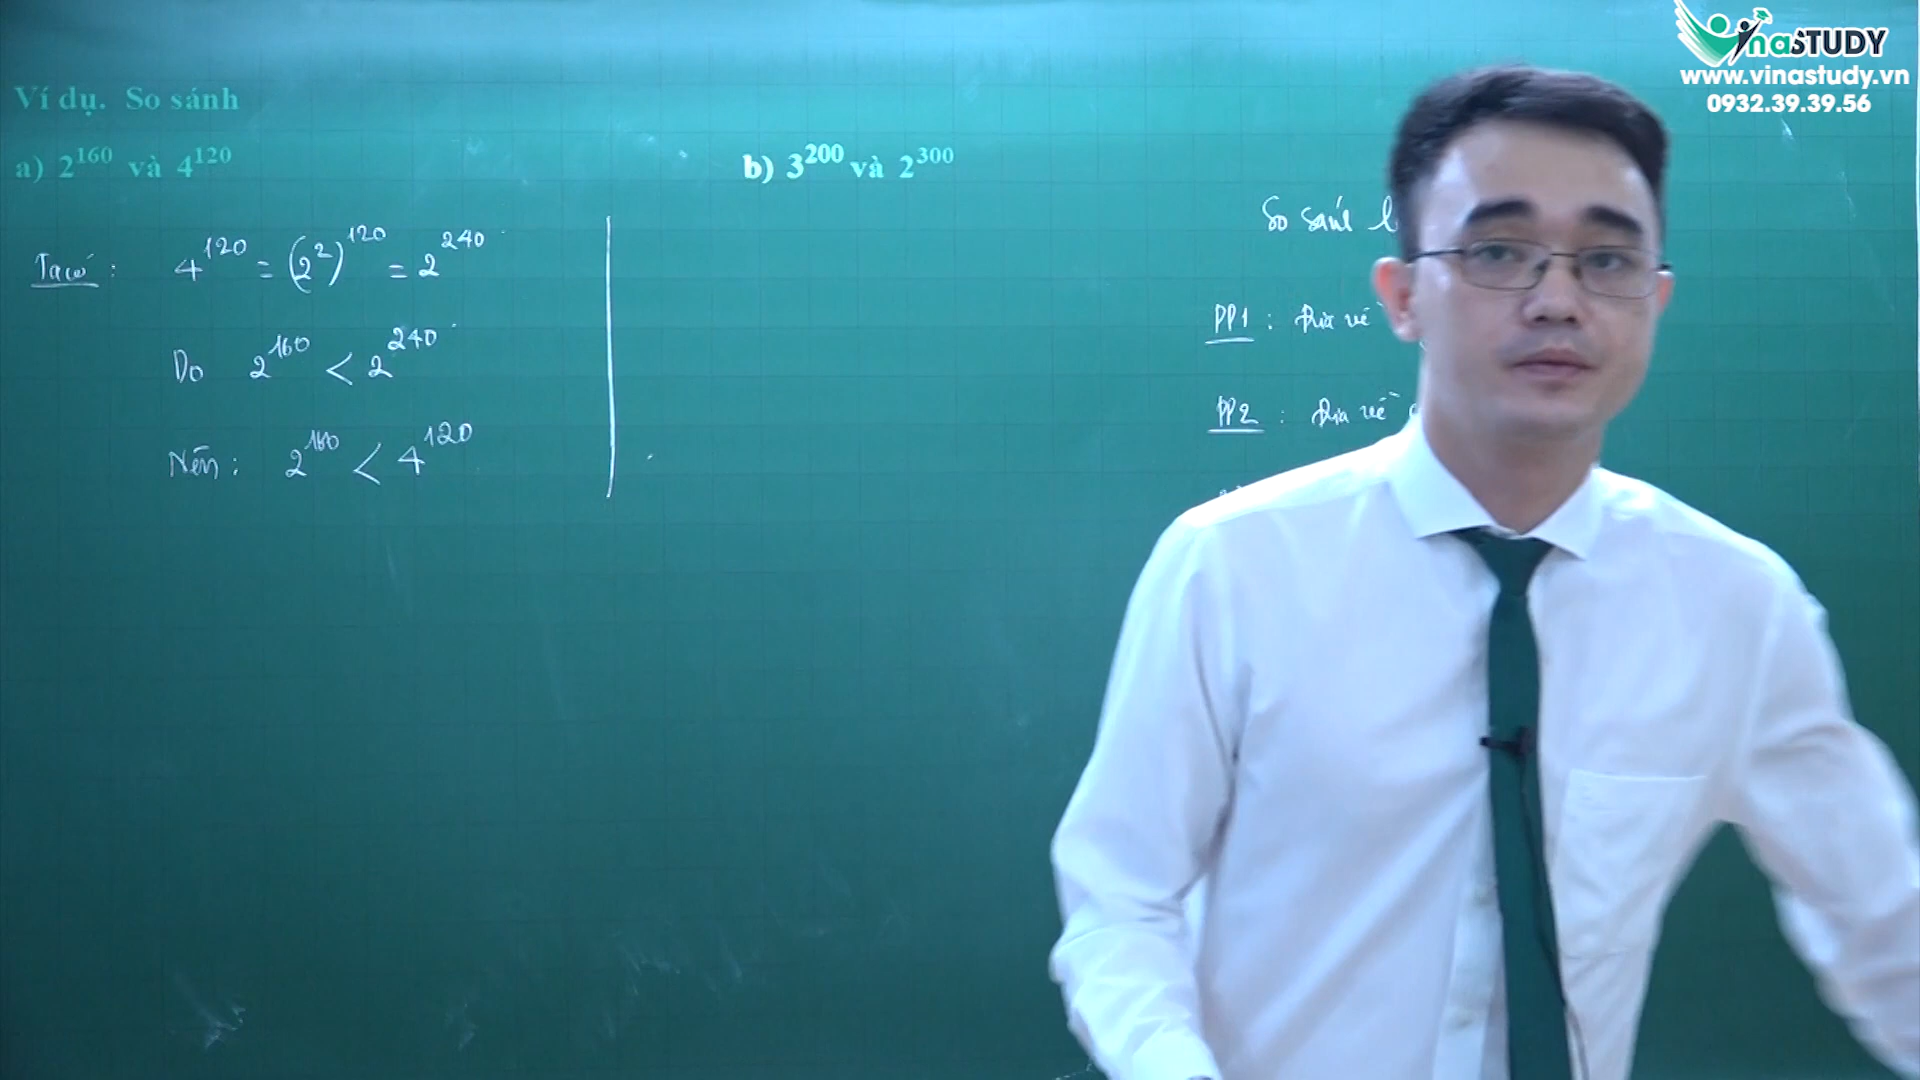 VinaSTUDY
www.vinastudy.vn
0932.39.39.56
Ví dụ. So sánh
a) 2^160 và 4^120
b) 3^200 và 2^300
Ta có : 4^120 = (2^2)^120 = 2^240
Do 2^160 < 2^240
Nên : 2^160 < 4^120
So sánh l
PP1 : Đưa về
PP2 : Đưa về